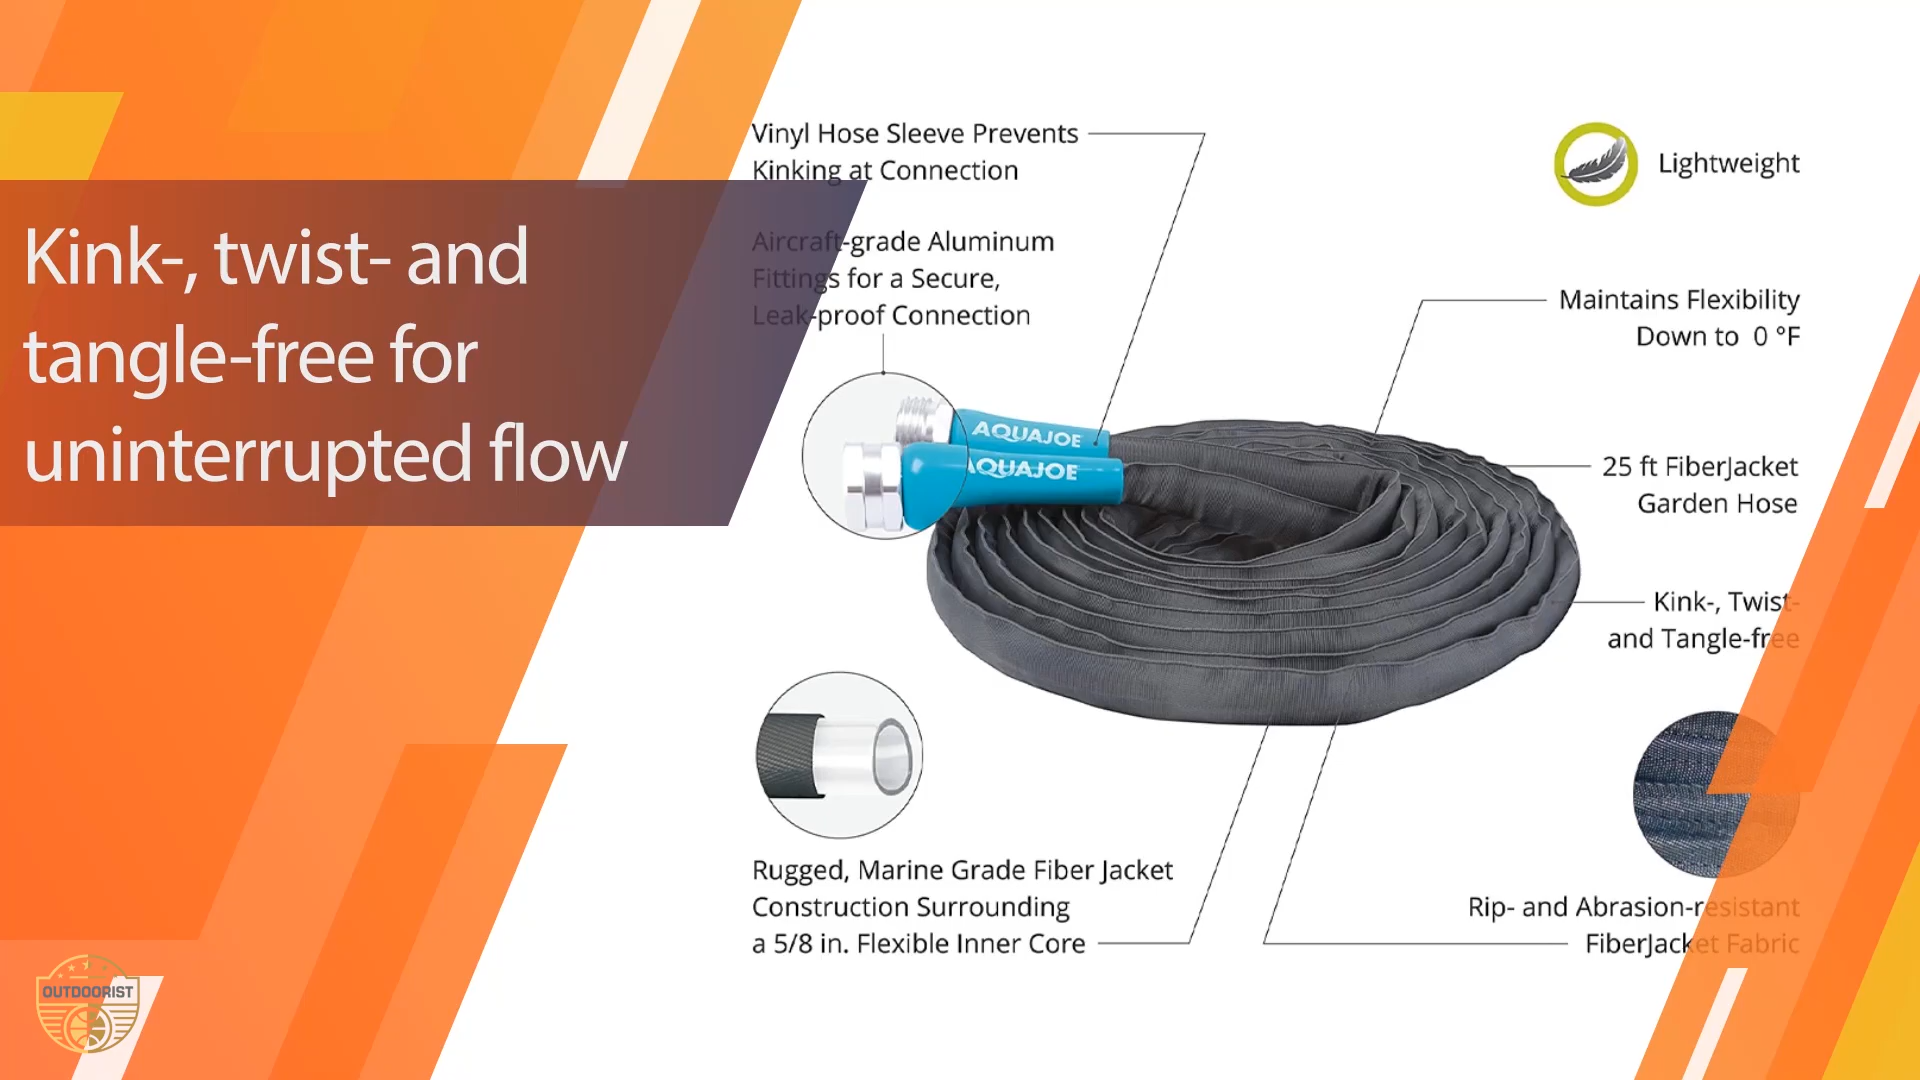 Kink-, twist- and
tangle-free for
uninterrupted flow
Vinyl Hose Sleeve Prevents
Kinking at Connection
Aircraft-grade Aluminum
Fittings for a Secure,
Leak-proof Connection
Lightweight
Maintains Flexibility
Down to 0 °F
AQUAJOE
AQUAJOE
25 ft FiberJacket
Garden Hose
Kink-, Twist-
and Tangle-free
Rugged, Marine Grade Fiber Jacket
Construction Surrounding
a 5/8 in. Flexible Inner Core
Rip- and Abrasion-resistant
FiberJacket Fabric
OUTDOORIST